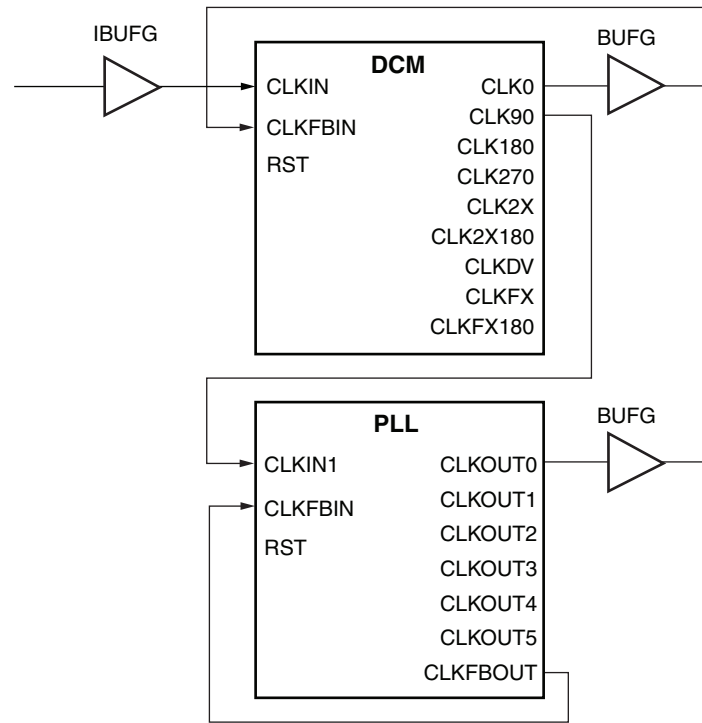 IBUFG
BUFG
DCM
CLKIN
CLKFBIN
RST
CLK0
CLK90
CLK180
CLK270
CLK2X
CLK2X180
CLKDV
CLKFX
CLKFX180
BUFG
PLL
CLKIN1
CLKFBIN
RST
CLKOUT0
CLKOUT1
CLKOUT2
CLKOUT3
CLKOUT4
CLKOUT5
CLKFBOUT